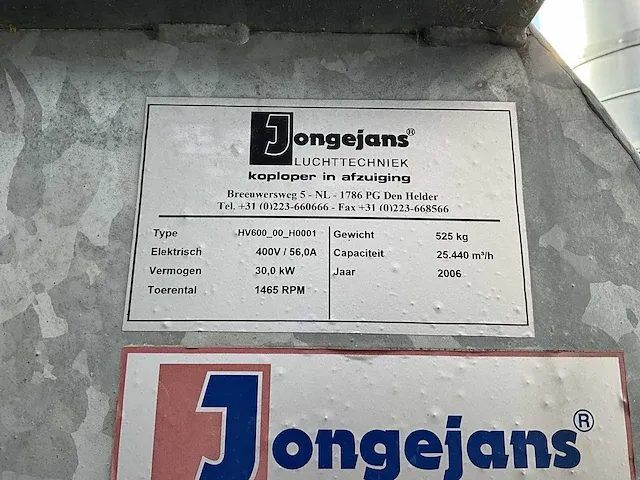 Jongejans®
LUCHTTECHNIEK
koploper in afzuiging
Breeuwersweg 5 - NL - 1786 PG Den Helder
Tel. +31 (0)223-660666 - Fax +31 (0)223-668566
Type HV600_00_H0001
Elektrisch 400V / 56,0A
Vermogen 30,0 kW
Toerental 1465 RPM
Gewicht 525 kg
Capaciteit 25.440 m³/h
Jaar 2006
Jongejans®